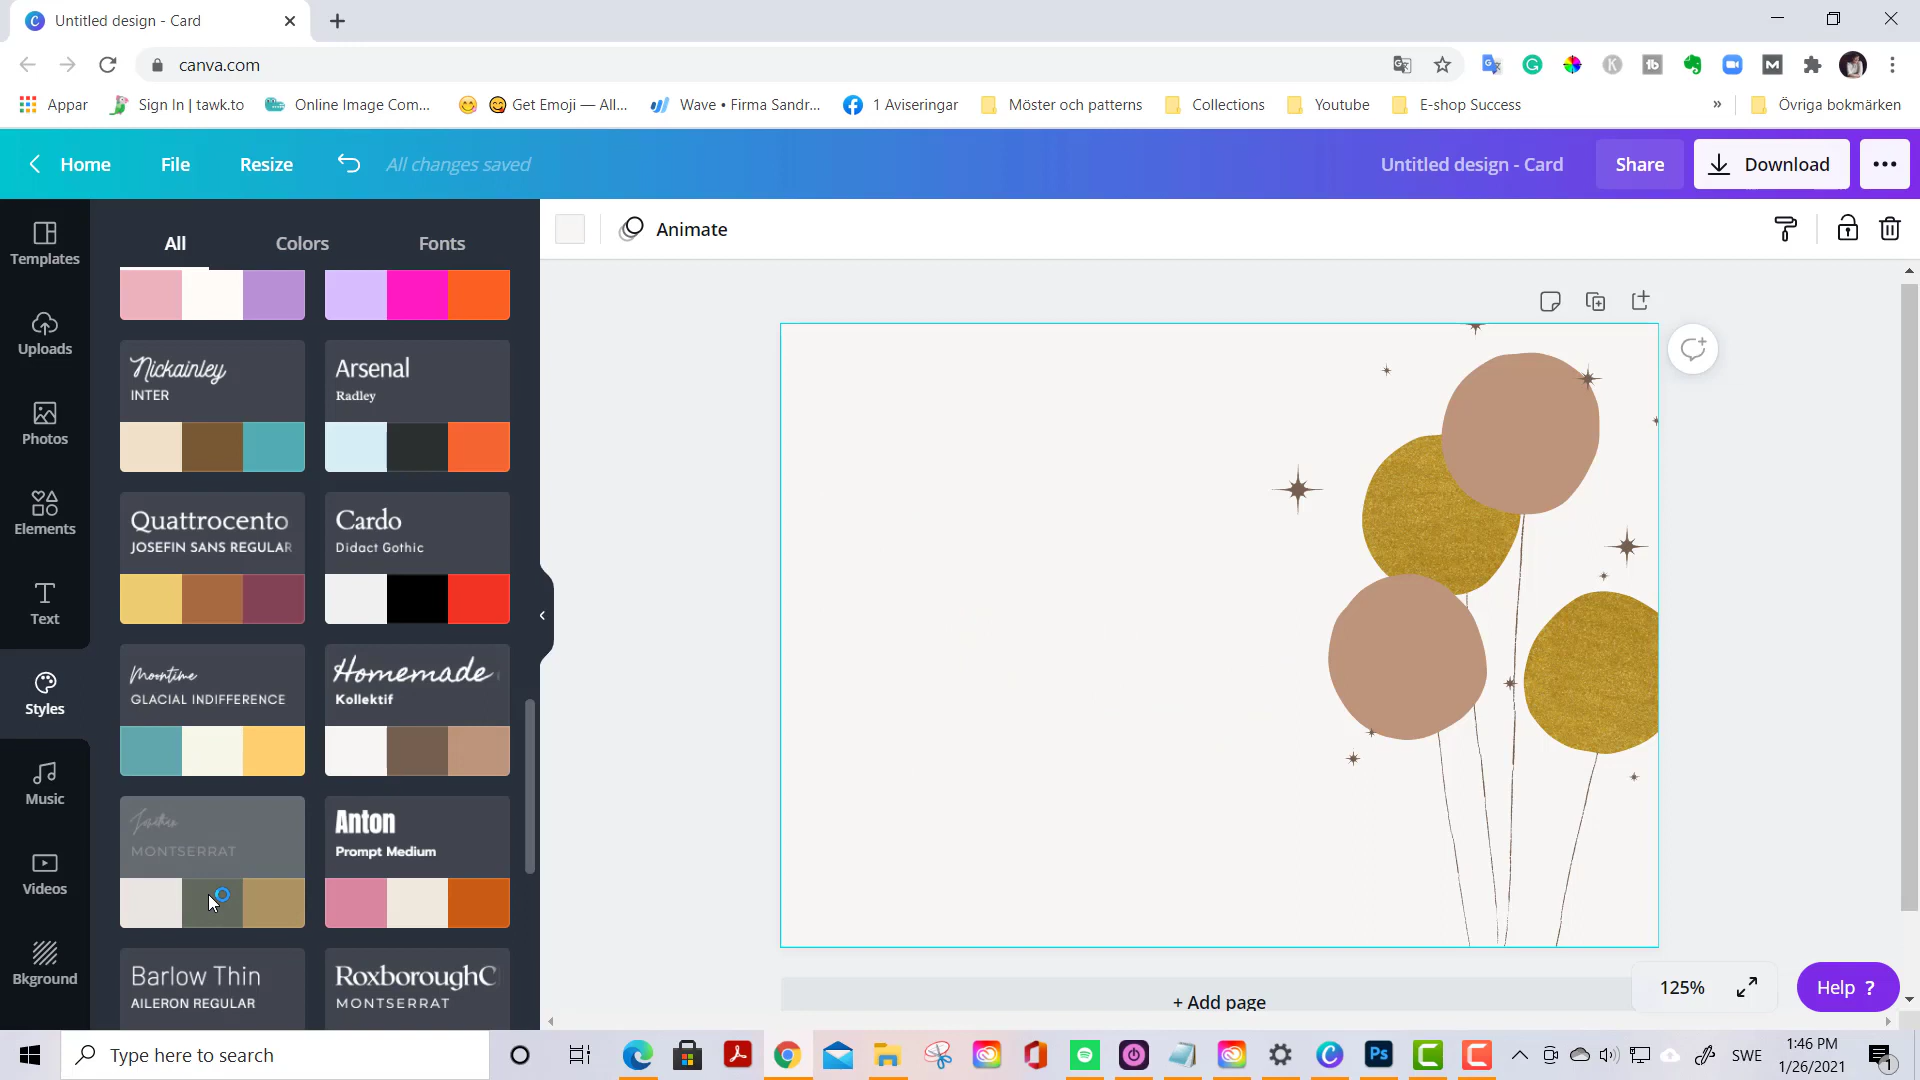 Untitled design - Card
canva.com
Appar
Sign In | tawk.to
Online Image Com...
Get Emoji — All...
Wave • Firma Sandr...
1 Aviseringar
Möster och patterns
Collections
Youtube
E-shop Success
»
Övriga bokmärken
Home
File
Resize
All changes saved
Untitled design - Card
Share
Download
Templates
Uploads
Photos
Elements
Text
Styles
Music
Videos
Bkground
All
Colors
Fonts
Animate
Nickainley
INTER
Arsenal
Radley
Quattrocento
JOSEFIN SANS REGULAR
Cardo
Didact Gothic
Moontime
GLACIAL INDIFFERENCE
Homemade
Kollektif
MONTSERRAT
Anton
Prompt Medium
Barlow Thin
AILERON REGULAR
RoxboroughC
MONTSERRAT
+ Add page
125%
Help ?
Type here to search
SWE
1:46 PM
1/26/2021
1